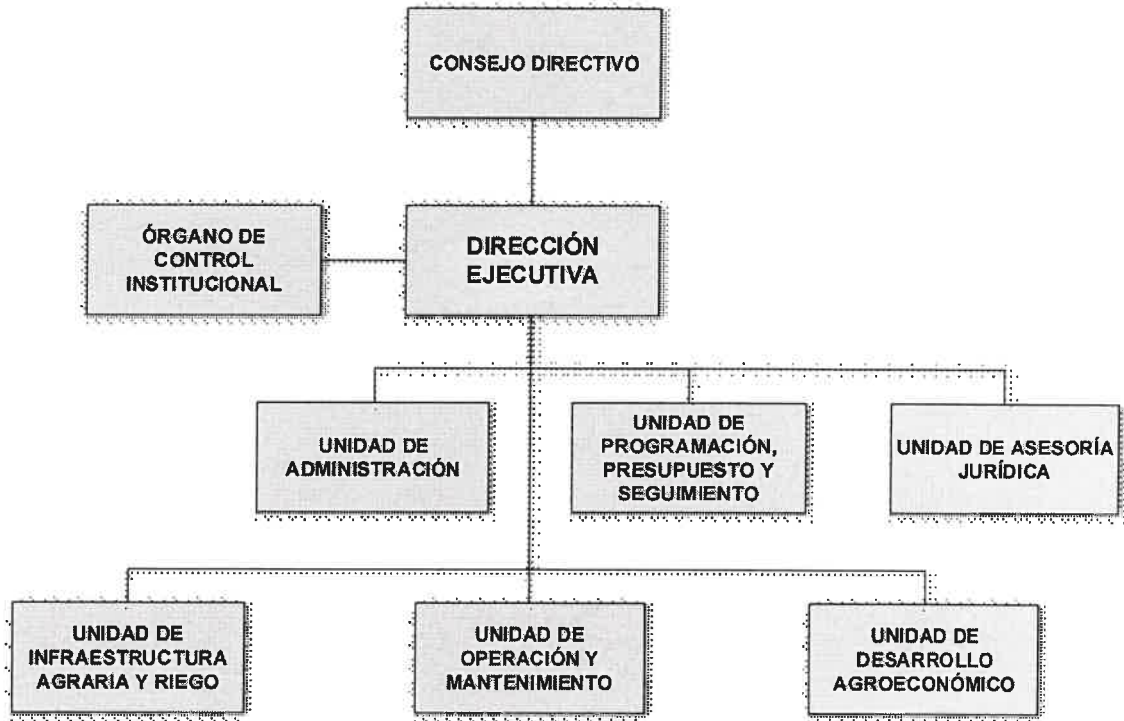 CONSEJO DIRECTIVO
ÓRGANO DE
CONTROL
INSTITUCIONAL
DIRECCIÓN
EJECUTIVA
UNIDAD DE
ADMINISTRACIÓN
UNIDAD DE
PROGRAMACIÓN,
PRESUPUESTO Y
SEGUIMIENTO
UNIDAD DE ASESORÍA
JURÍDICA
UNIDAD DE
INFRAESTRUCTURA
AGRARIA Y RIEGO
UNIDAD DE
OPERACIÓN Y
MANTENIMIENTO
UNIDAD DE
DESARROLLO
AGROECONÓMICO